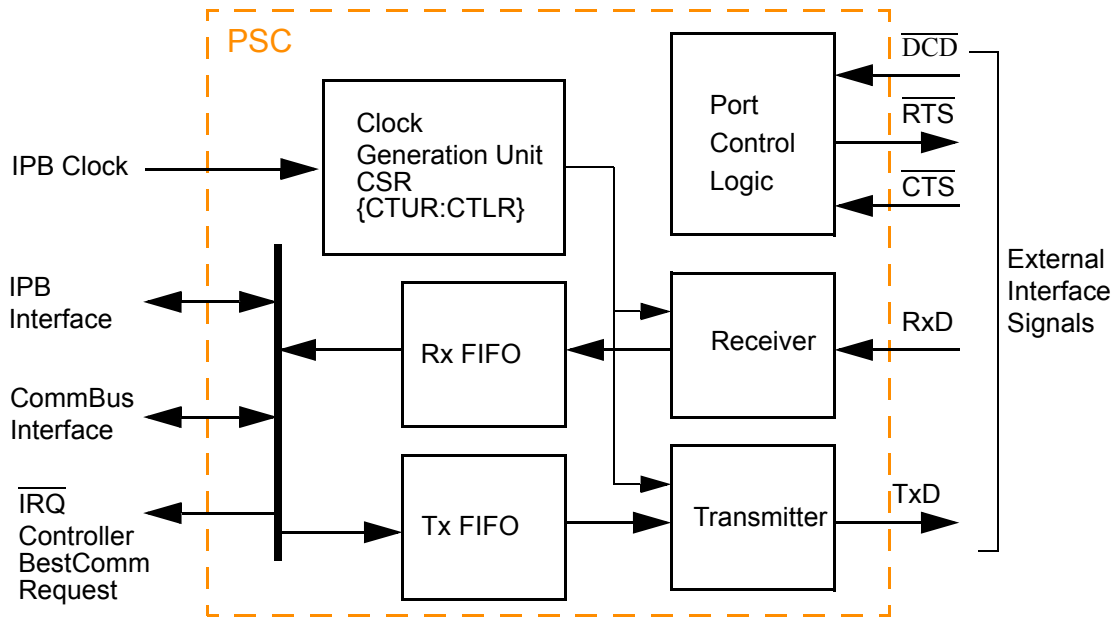 PSC
IPB Clock
Clock
Generation Unit
CSR
{CTUR:CTLR}
Port
Control
Logic
DCD
RTS
CTS
IPB
Interface
Rx FIFO
Receiver
RxD
External
Interface
Signals
CommBus
Interface
IRQ
Controller
BestComm
Request
Tx FIFO
Transmitter
TxD